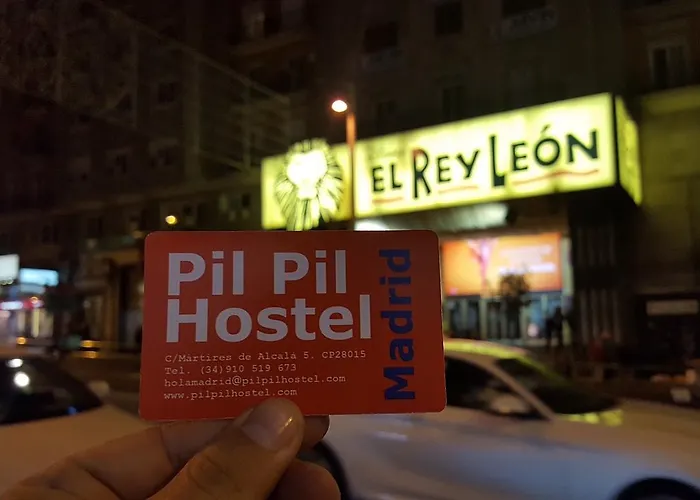 EL REY LEÓN
Pil Pil
Hostel
Madrid
C/Mártires de Alcalá 5. CP28015
Tel. (34)910 519 673
holamadrid@pilpilhostel.com
www.pilpilhostel.com